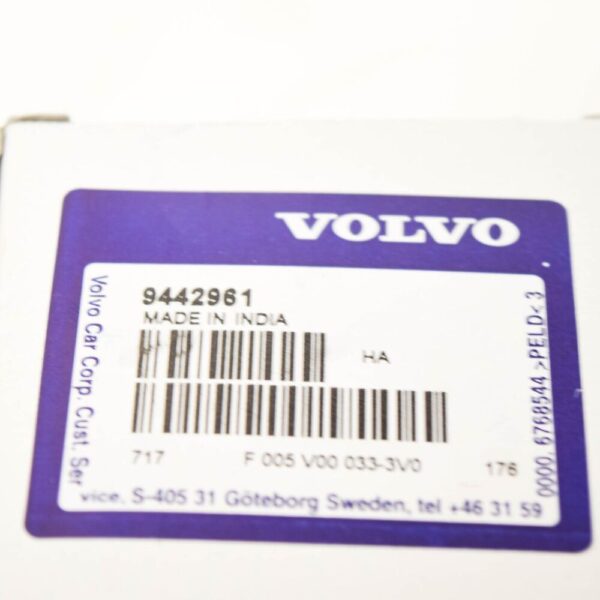 VOLVO
9442961
MADE IN INDIA
HA
717 F 005 V00 033-3V0 176
Volvo Car Corp. Cust. Ser
vice, S-405 31 Göteborg Sweden, tel +46 31 59
0000. 6768544 >PELD< 3